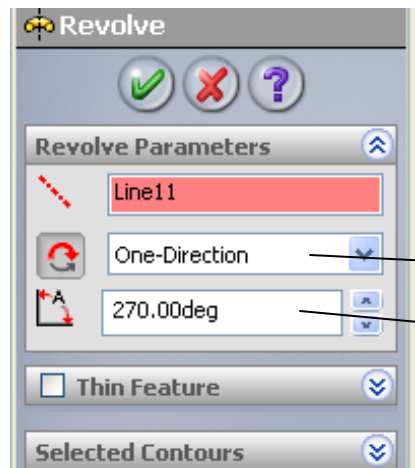 Revolve
?
Revolve Parameters
Line11
One-Direction
A
270.00deg
Thin Feature
Selected Contours